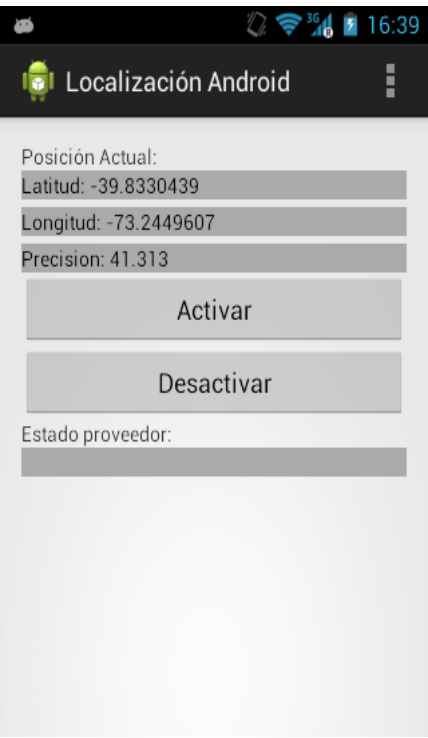 3G
R
16:39
Localización Android
Posición Actual:
Latitud: -39.8330439
Longitud: -73.2449607
Precision: 41.313
Activar
Desactivar
Estado proveedor: